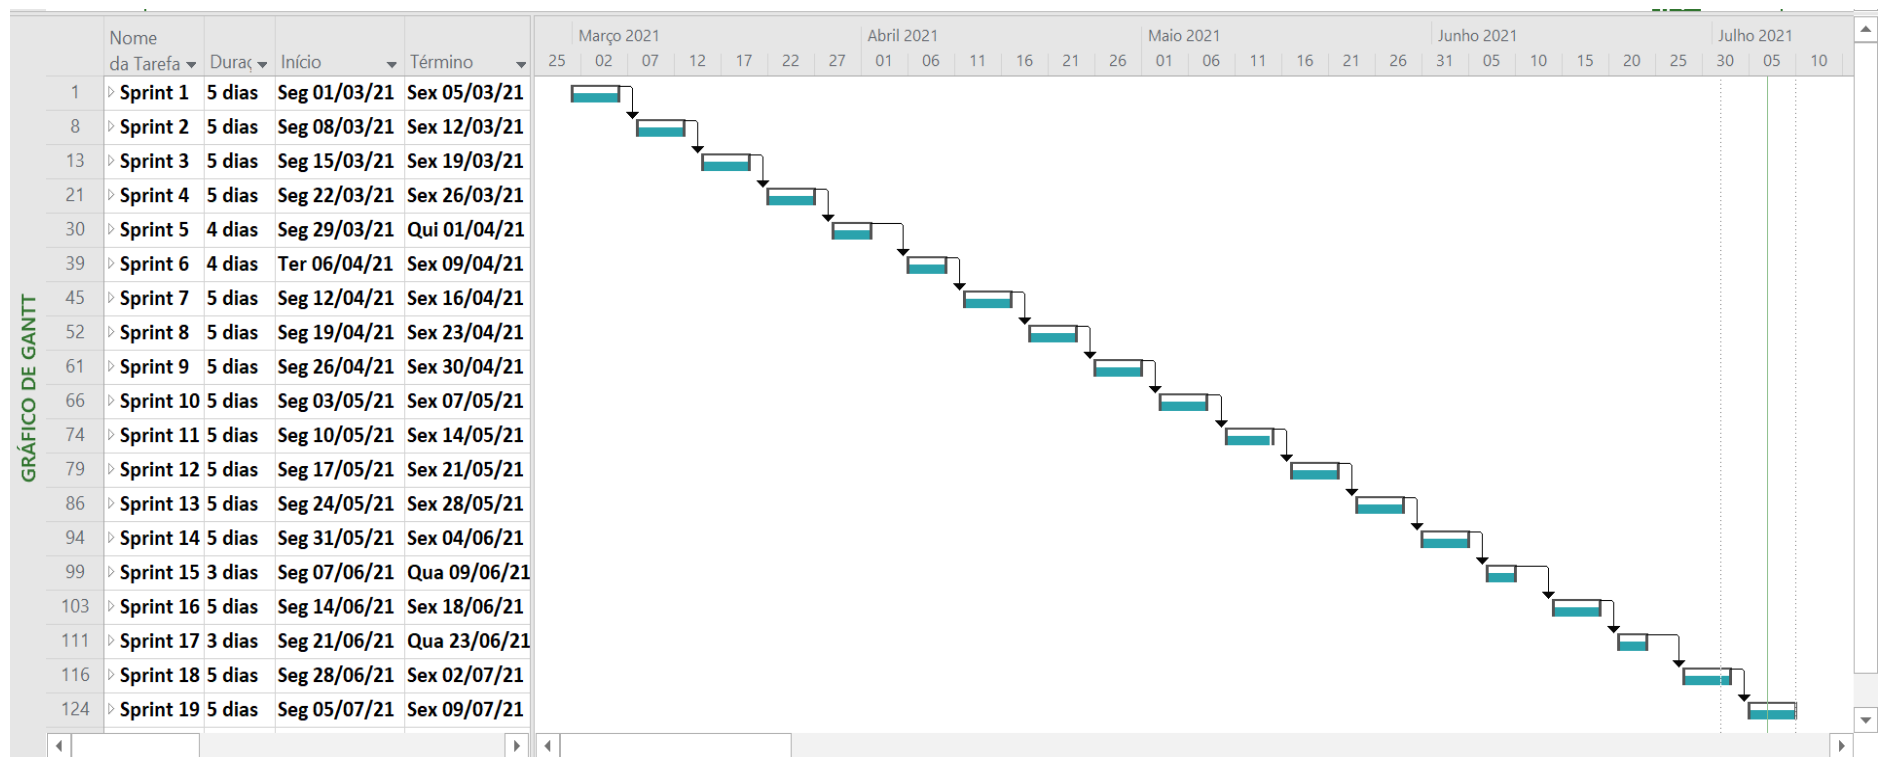 Nome
da Tarefa Duraç Início Término
Março 2021 Abril 2021 Maio 2021 Junho 2021 Julho 2021
25 02 07 12 17 22 27 01 06 11 16 21 26 01 06 11 16 21 26 31 05 10 15 20 25 30 05 10
GRÁFICO DE GANTT
1 Sprint 1 5 dias Seg 01/03/21 Sex 05/03/21
8 Sprint 2 5 dias Seg 08/03/21 Sex 12/03/21
13 Sprint 3 5 dias Seg 15/03/21 Sex 19/03/21
21 Sprint 4 5 dias Seg 22/03/21 Sex 26/03/21
30 Sprint 5 4 dias Seg 29/03/21 Qui 01/04/21
39 Sprint 6 4 dias Ter 06/04/21 Sex 09/04/21
45 Sprint 7 5 dias Seg 12/04/21 Sex 16/04/21
52 Sprint 8 5 dias Seg 19/04/21 Sex 23/04/21
61 Sprint 9 5 dias Seg 26/04/21 Sex 30/04/21
66 Sprint 10 5 dias Seg 03/05/21 Sex 07/05/21
74 Sprint 11 5 dias Seg 10/05/21 Sex 14/05/21
79 Sprint 12 5 dias Seg 17/05/21 Sex 21/05/21
86 Sprint 13 5 dias Seg 24/05/21 Sex 28/05/21
94 Sprint 14 5 dias Seg 31/05/21 Sex 04/06/21
99 Sprint 15 3 dias Seg 07/06/21 Qua 09/06/21
103 Sprint 16 5 dias Seg 14/06/21 Sex 18/06/21
111 Sprint 17 3 dias Seg 21/06/21 Qua 23/06/21
116 Sprint 18 5 dias Seg 28/06/21 Sex 02/07/21
124 Sprint 19 5 dias Seg 05/07/21 Sex 09/07/21